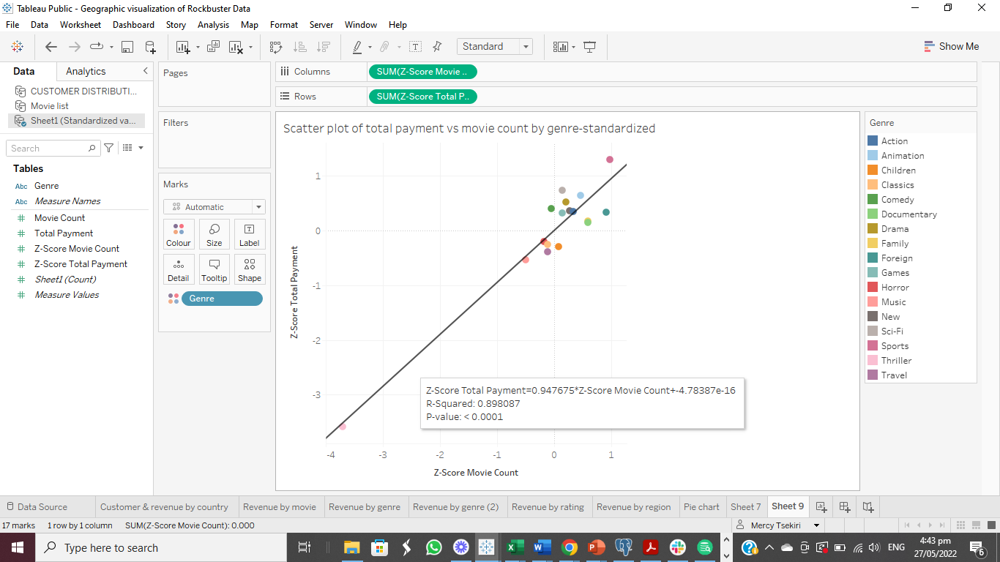 Tableau Public - Geographic visualization of Rockbuster Data
File Data Worksheet Dashboard Story Analysis Map Format Server Window Help
Standard
Show Me
Data Analytics
CUSTOMER DISTRIBUTI...
Movie list
Sheet1 (Standardized va...
Search
Tables
Abc Genre
Abc Measure Names
# Movie Count
# Total Payment
# Z-Score Movie Count
# Z-Score Total Payment
# Sheet1 (Count)
# Measure Values
Pages
Filters
Marks
Automatic
Colour Size Label
Detail Tooltip Shape
Genre
Columns SUM(Z-Score Movie ..
Rows SUM(Z-Score Total P..
Scatter plot of total payment vs movie count by genre-standardized
Z-Score Total Payment
1
0
-1
-2
-3
Z-Score Total Payment=0.947675*Z-Score Movie Count+-4.78387e-16
R-Squared: 0.898087
P-value: < 0.0001
-4 -3 -2 -1 0 1
Z-Score Movie Count
Genre
Action
Animation
Children
Classics
Comedy
Documentary
Drama
Family
Foreign
Games
Horror
Music
New
Sci-Fi
Sports
Thriller
Travel
Data Source Customer & revenue by country Revenue by movie Revenue by genre Revenue by genre (2) Revenue by rating Revenue by region Pie chart Sheet 7 Sheet 9
17 marks 1 row by 1 column SUM(Z-Score Movie Count): 0.000 Mercy Tsekiri
Type here to search
ENG
4:43 pm
27/05/2022
6